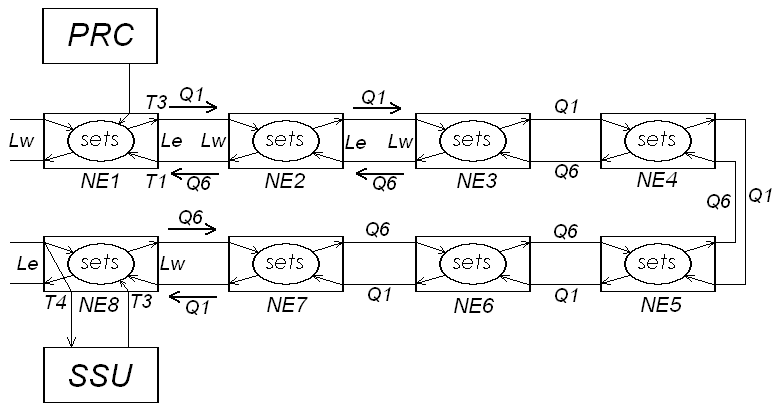 PRC
T3 Q1 Q1 Q1
Lw sets Le Lw sets Le Lw sets sets
NE1 T1 Q6 NE2 Q6 NE3 Q6 NE4
Q6 Q1
Q6 Q6 Q6
Le sets Lw sets sets sets
T4 NE8 T3 Q1 NE7 Q1 NE6 Q1 NE5
SSU